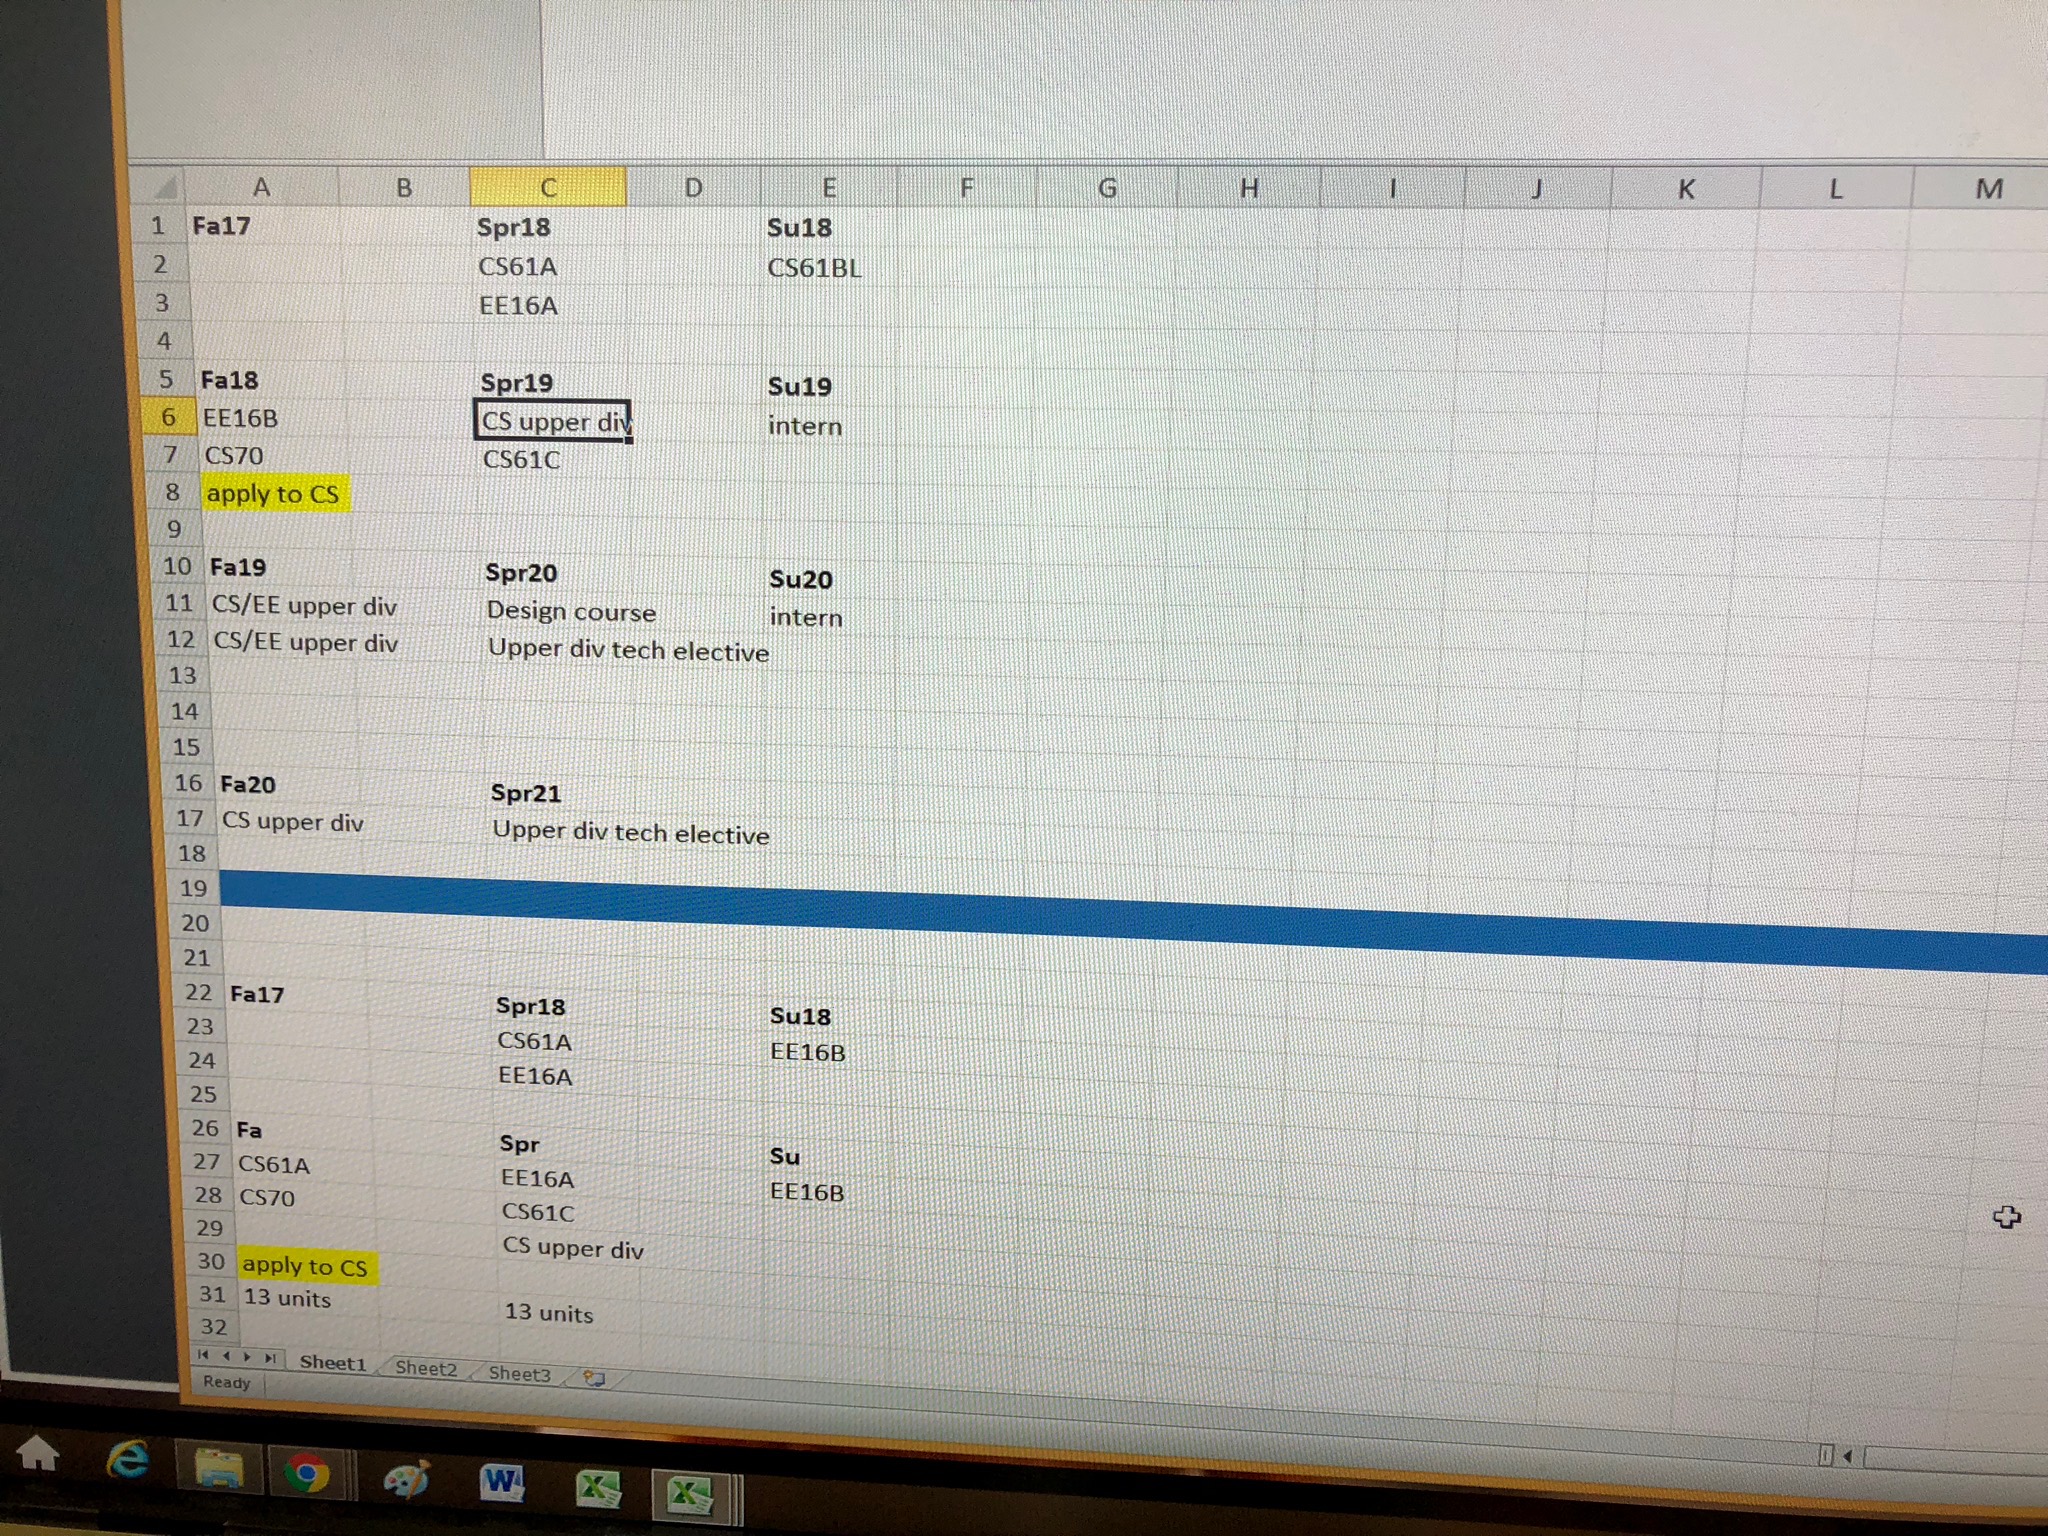 A B C D E F G H I J K L M
1 Fa17 Spr18 Su18
2 CS61A CS61BL
3 EE16A
4
5 Fa18 Spr19 Su19
6 EE16B CS upper div intern
7 CS70 CS61C
8 apply to CS
9
10 Fa19 Spr20 Su20
11 CS/EE upper div Design course intern
12 CS/EE upper div Upper div tech elective
13
14
15
16 Fa20 Spr21
17 CS upper div Upper div tech elective
18
19
20
21
22 Fa17 Spr18 Su18
23 CS61A EE16B
24 EE16A
25
26 Fa Spr Su
27 CS61A EE16A EE16B
28 CS70 CS61C
29 CS upper div
30 apply to CS
31 13 units 13 units
32
Sheet1 Sheet2 Sheet3
Ready